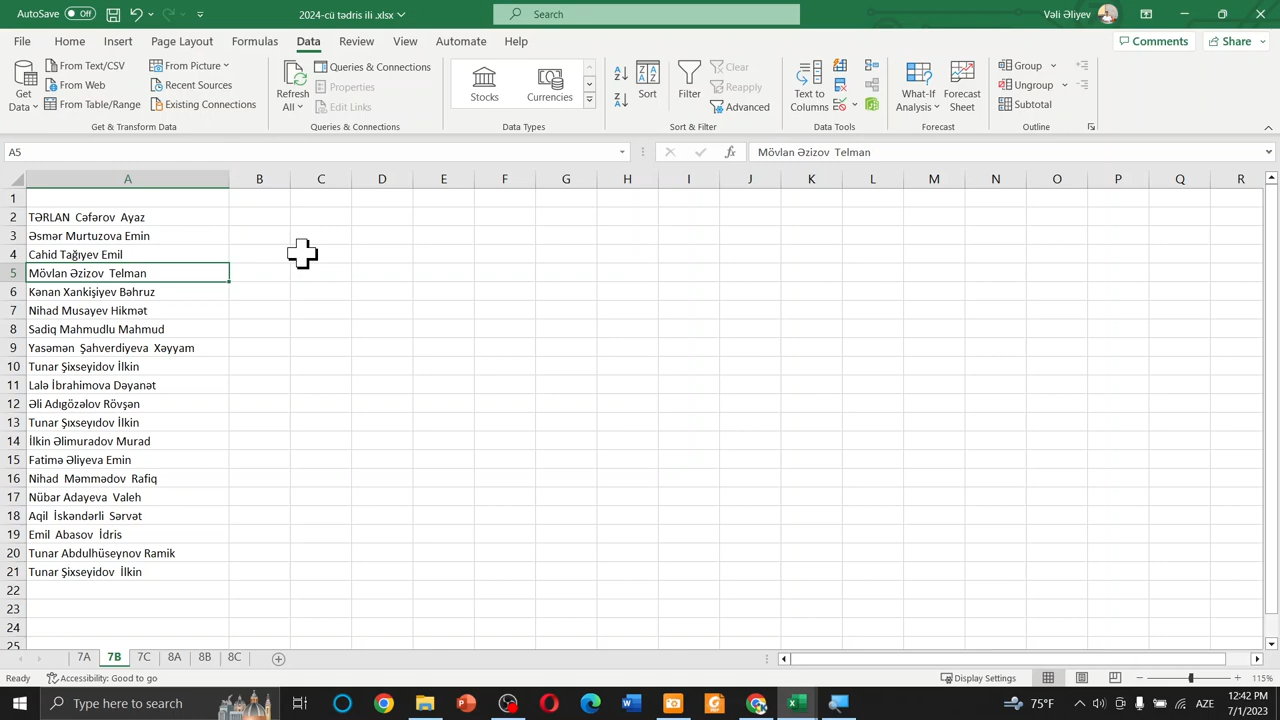 AutoSave Off 2024-cü tədris ili .xlsx Search Vəli Əliyev
File Home Insert Page Layout Formulas Data Review View Automate Help Comments Share
Get Data
From Text/CSV
From Web
From Table/Range
From Picture
Recent Sources
Existing Connections
Get & Transform Data
Refresh All
Queries & Connections
Properties
Edit Links
Queries & Connections
Stocks
Currencies
Data Types
Sort
Filter
Clear
Reapply
Advanced
Sort & Filter
Text to Columns
Data Tools
What-If Analysis
Forecast Sheet
Forecast
Group
Ungroup
Subtotal
Outline
A5 fx Mövlan Əzizov Telman
A B C D E F G H I J K L M N O P Q R
1
2 TƏRLAN Cəfərov Ayaz
3 Əsmər Murtuzova Emin
4 Cahid Tağıyev Emil
5 Mövlan Əzizov Telman
6 Kənan Xankişiyev Bəhruz
7 Nihad Musayev Hikmət
8 Sadiq Mahmudlu Mahmud
9 Yasəmən Şahverdiyeva Xəyyam
10 Tunar Şixseyidov İlkin
11 Lalə İbrahimova Dəyanət
12 Əli Adıgözəlov Rövşən
13 Tunar Şıxseyıdov İlkin
14 İlkin Əlimuradov Murad
15 Fatimə Əliyeva Emin
16 Nihad Məmmədov Rafiq
17 Nübar Adayeva Valeh
18 Aqil İskəndərli Sərvət
19 Emil Abasov İdris
20 Tunar Abdulhüseynov Ramik
21 Tunar Şixseyidov İlkin
22
23
24
25
7A 7B 7C 8A 8B 8C
Ready Accessibility: Good to go Display Settings 115%
Type here to search 75°F AZE 12:42 PM
7/1/2023